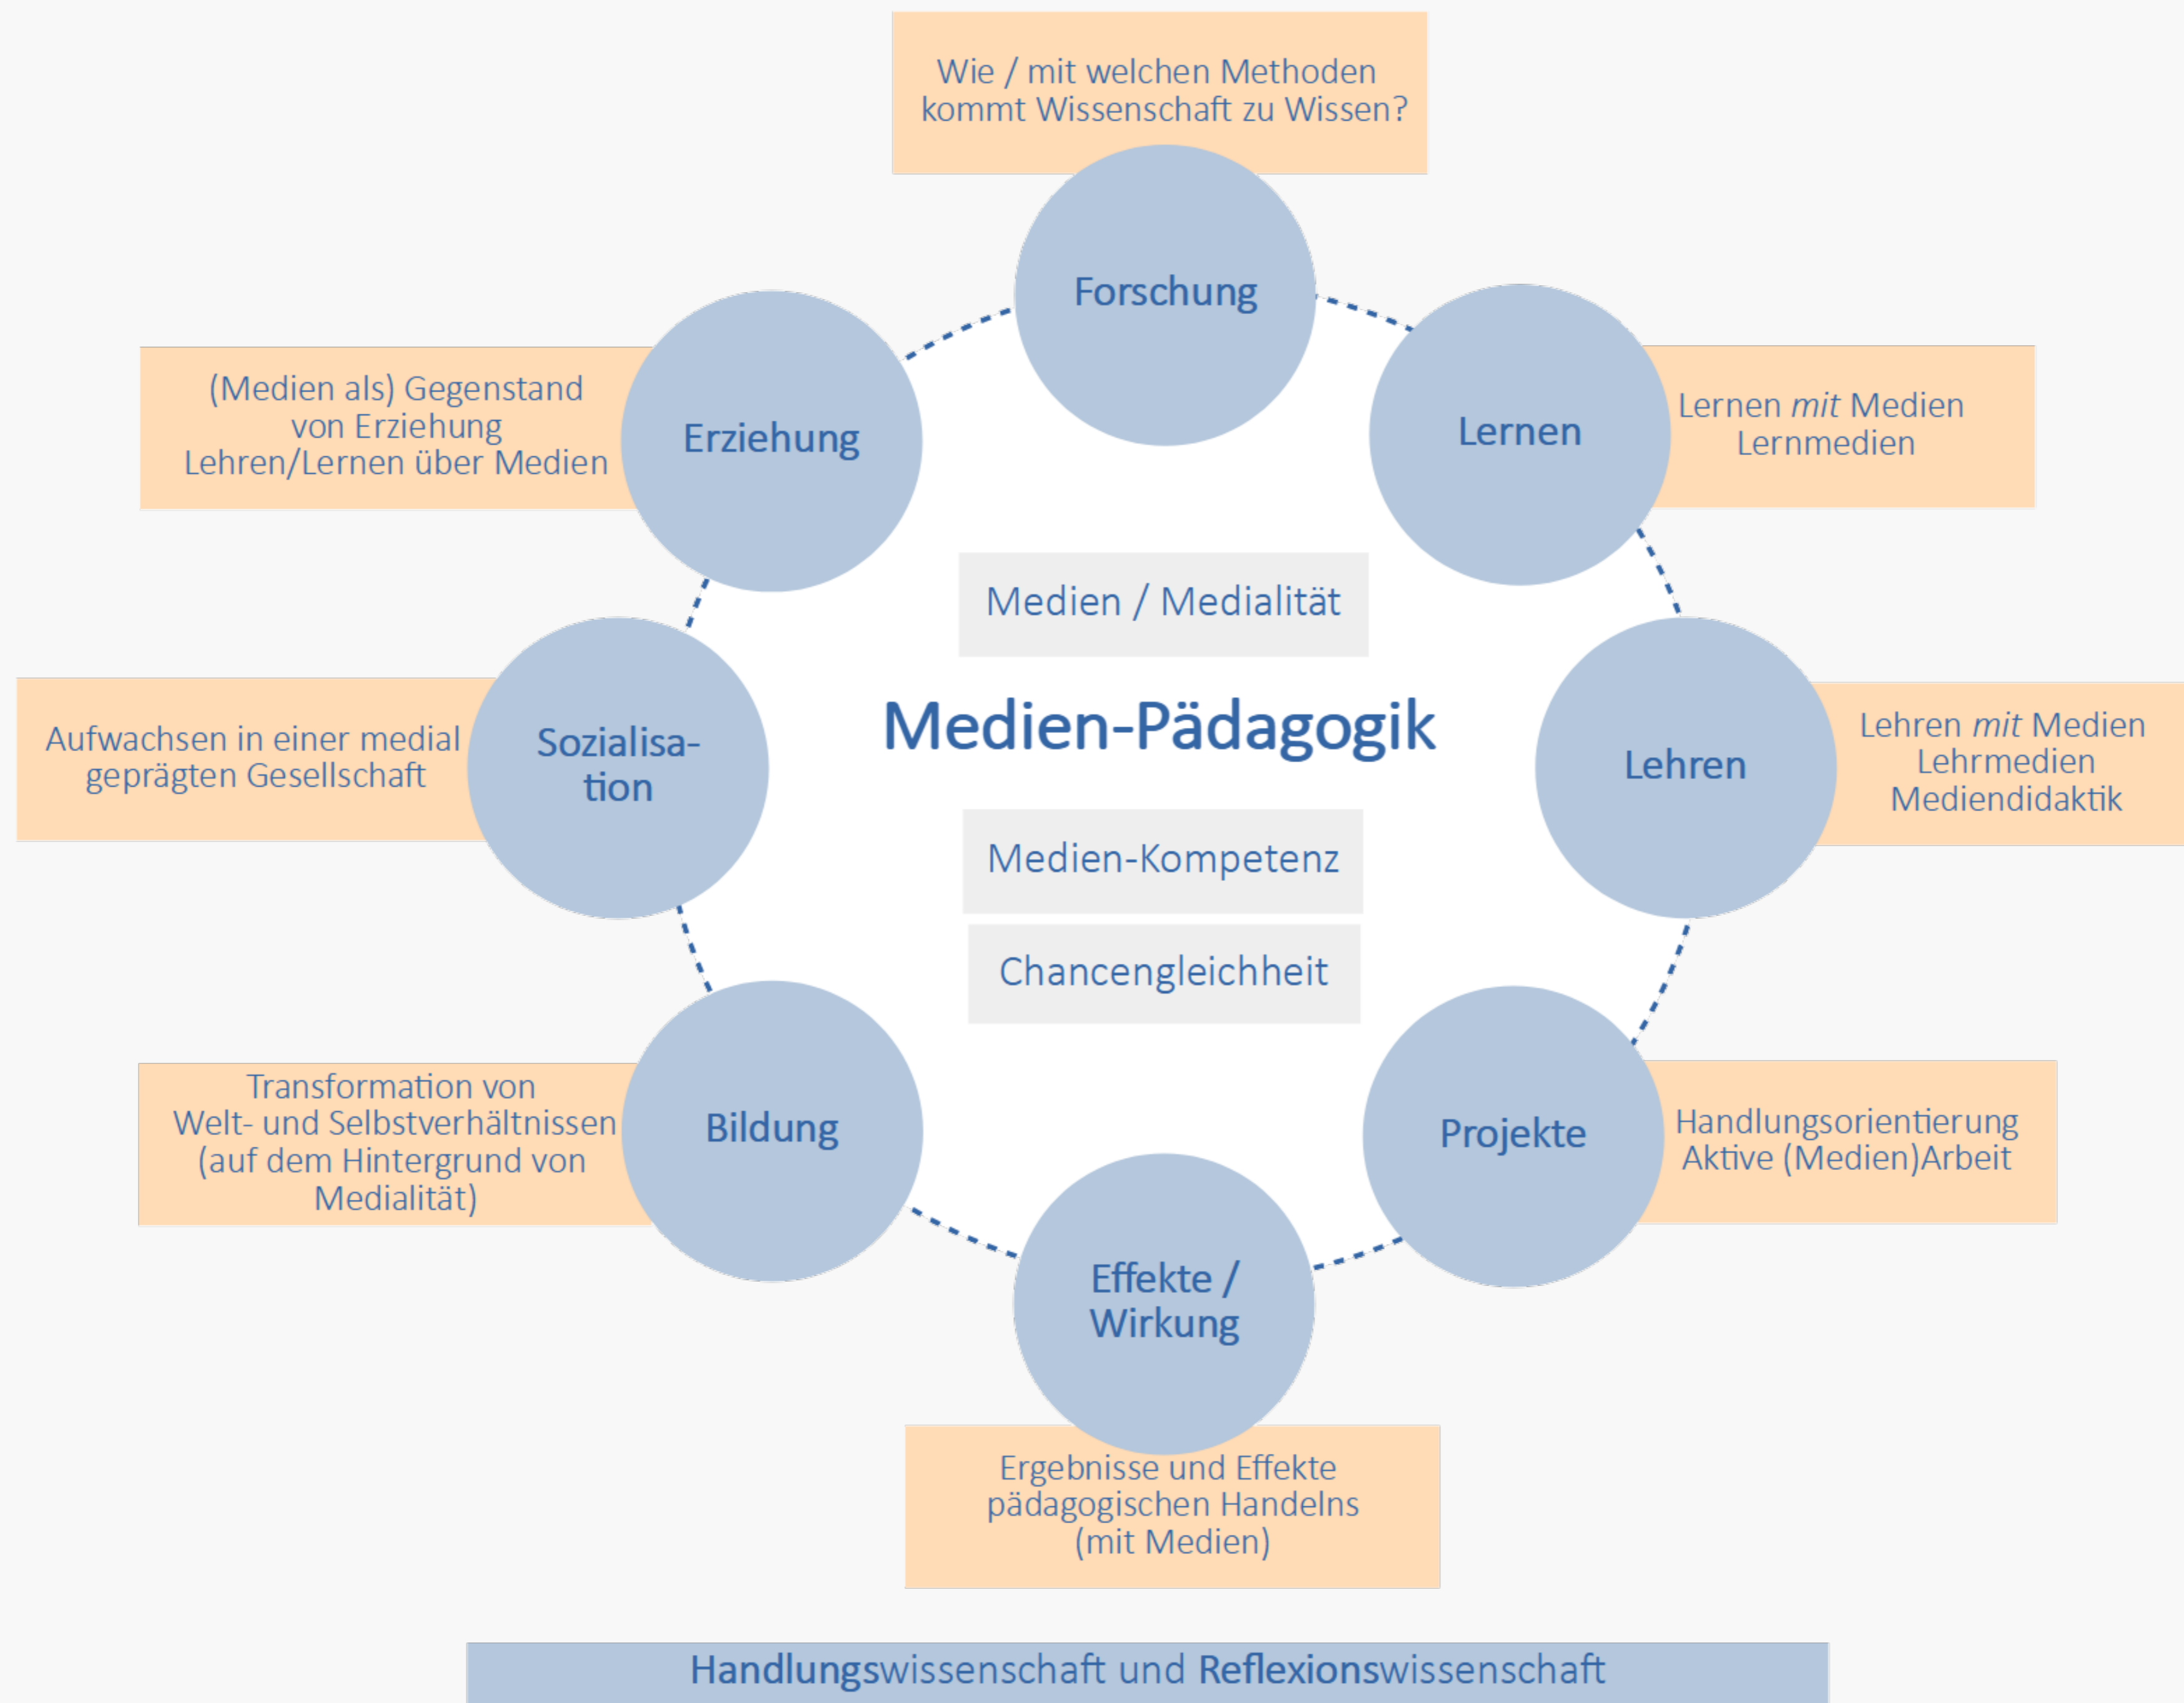 Wie / mit welchen Methoden
kommt Wissenschaft zu Wissen?
Forschung
Lernen
Lernen mit Medien
Lernmedien
Lehren
Lehren mit Medien
Lehrmedien
Mediendidaktik
Projekte
Handlungsorientierung
Aktive (Medien)Arbeit
Effekte /
Wirkung
Ergebnisse und Effekte
pädagogischen Handelns
(mit Medien)
Bildung
Transformation von
Welt- und Selbstverhältnissen
(auf dem Hintergrund von
Medialität)
Sozialisa-
tion
Aufwachsen in einer medial
geprägten Gesellschaft
Erziehung
(Medien als) Gegenstand
von Erziehung
Lehren/Lernen über Medien
Medien / Medialität
Medien-Pädagogik
Medien-Kompetenz
Chancengleichheit
Handlungswissenschaft und Reflexionswissenschaft